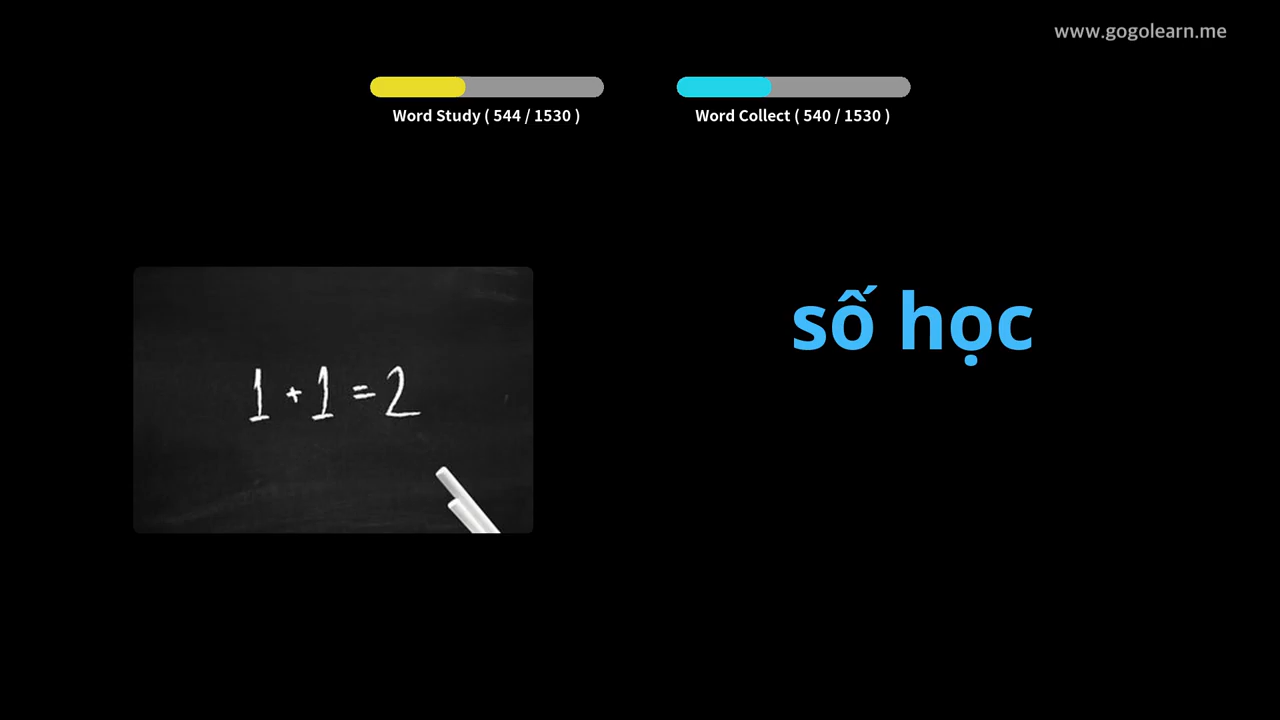 www.gogolearn.me
Word Study ( 544 / 1530 )
Word Collect ( 540 / 1530 )
số học
1 + 1 = 2